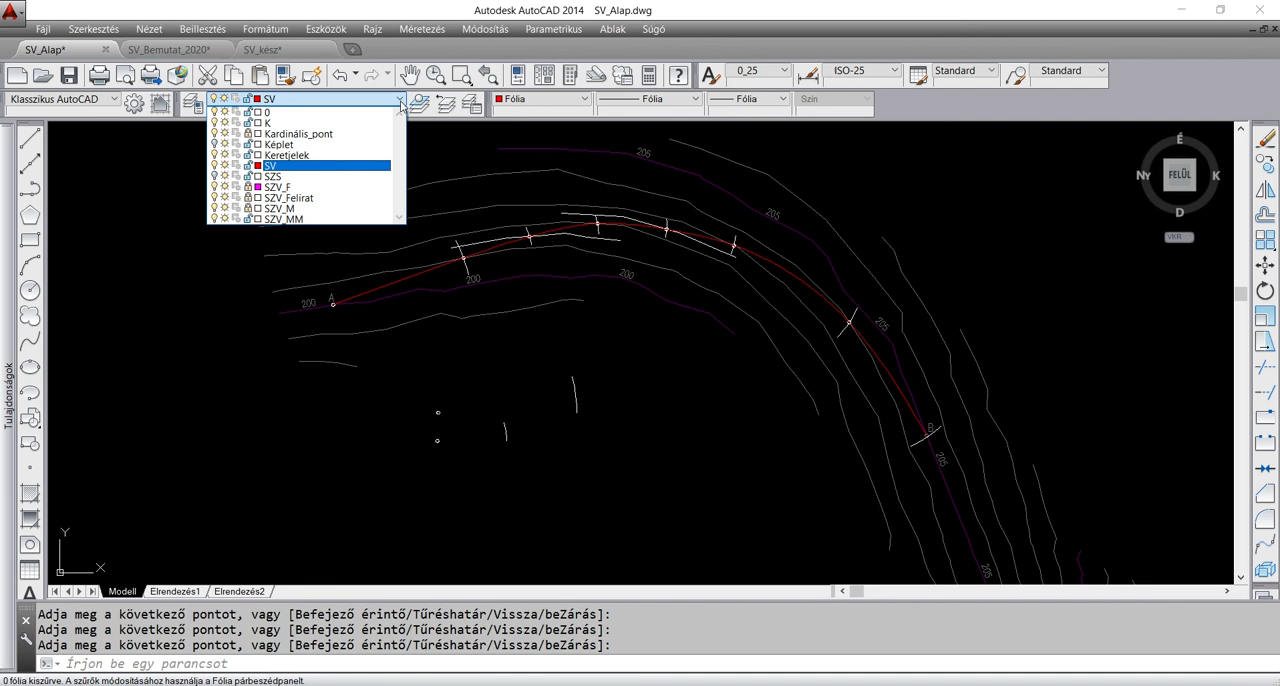 Autodesk AutoCAD 2014 SV_Alap.dwg
Fájl Szerkesztés Nézet Beillesztés Formátum Eszközök Rajz Méretezés Módosítás Parametrikus Ablak Súgó
SV_Alap* SV_Bemutat_2020* SV_kész*
0_25 ISO-25 Standard Standard
Klasszikus AutoCAD SV Fólia Fólia Fólia Szín
0
K
Kardinális_pont
Képlet
Keretjelek
SV
SZS
SZV_F
SZV_Felírat
SZV_M
SZV_MM
É
NY FELÜL K
D
VKR
205
205
200
200
A
200
205
B
205
205
Tulajdonságok
Y
X
Modell Elrendezés1 Elrendezés2
Adja meg a következő pontot, vagy [Befejező érintő/Tűréshatár/Vissza/beZárás]:
Adja meg a következő pontot, vagy [Befejező érintő/Tűréshatár/Vissza/beZárás]:
Adja meg a következő pontot, vagy [Befejező érintő/Tűréshatár/Vissza/beZárás]:
Írjon be egy parancsot
0 fólia kiszűrve. A szűrők módosításához használja a Fólia párbeszédpanelt.